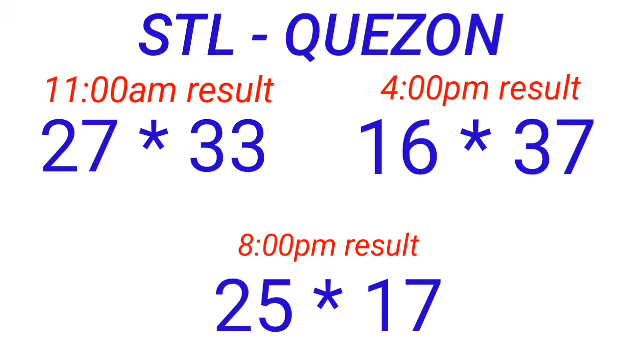 STL - QUEZON
11:00am result
27 * 33
4:00pm result
16 * 37
8:00pm result
25 * 17